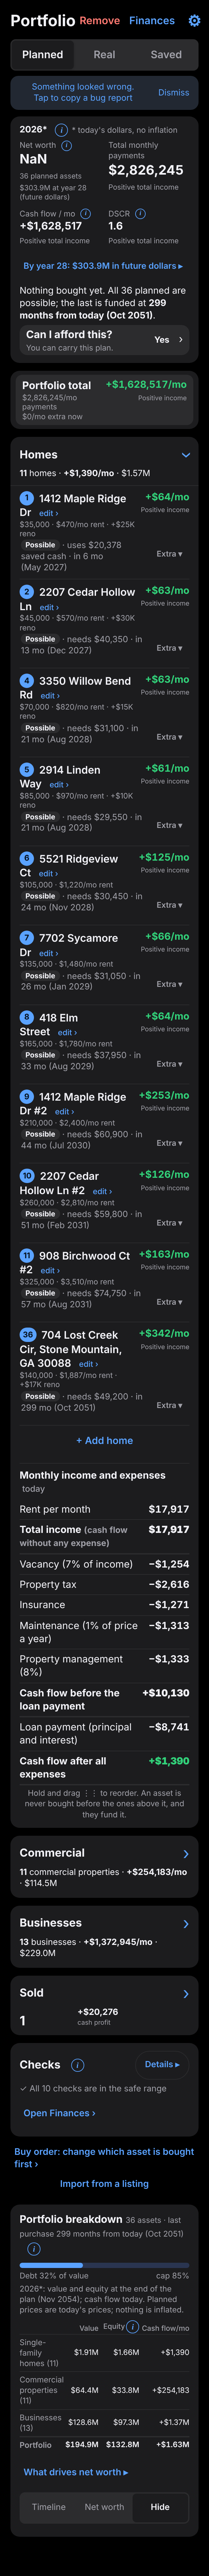 Portfolio Remove Finances
Planned Real Saved
Something looked wrong.
Tap to copy a bug report
Dismiss
2026* i * today's dollars, no inflation
Net worth i
NaN
36 planned assets
$303.9M at year 28
(future dollars)
Total monthly
payments
$2,826,245
Positive total income
Cash flow / mo i
+$1,628,517
Positive total income
DSCR i
1.6
Positive total income
By year 28: $303.9M in future dollars ▸
Nothing bought yet. All 36 planned are
possible; the last is funded at 299
months from today (Oct 2051).
Can I afford this?
You can carry this plan.
Yes ›
Portfolio total
$2,826,245/mo
payments
$0/mo extra now
+$1,628,517/mo
Positive income
Homes
11 homes · +$1,390/mo · $1.57M
1 1412 Maple Ridge
Dr edit ›
$35,000 · $470/mo rent · +$25K
reno
Possible · uses $20,378
saved cash · in 6 mo
(May 2027)
+$64/mo
Positive income
Extra ▾
2 2207 Cedar Hollow
Ln edit ›
$45,000 · $570/mo rent · +$30K
reno
Possible · needs $40,350 · in
13 mo (Dec 2027)
+$63/mo
Positive income
Extra ▾
4 3350 Willow Bend
Rd edit ›
$70,000 · $820/mo rent · +$15K
reno
Possible · needs $31,100 · in
21 mo (Aug 2028)
+$63/mo
Positive income
Extra ▾
5 2914 Linden
Way edit ›
$85,000 · $970/mo rent · +$10K
reno
Possible · needs $29,550 · in
21 mo (Aug 2028)
+$61/mo
Positive income
Extra ▾
6 5521 Ridgeview
Ct edit ›
$105,000 · $1,220/mo rent
Possible · needs $30,450 · in
24 mo (Nov 2028)
+$125/mo
Positive income
Extra ▾
7 7702 Sycamore
Dr edit ›
$135,000 · $1,480/mo rent
Possible · needs $31,050 · in
26 mo (Jan 2029)
+$66/mo
Positive income
Extra ▾
8 418 Elm
Street edit ›
$165,000 · $1,780/mo rent
Possible · needs $37,950 · in
33 mo (Aug 2029)
+$64/mo
Positive income
Extra ▾
9 1412 Maple Ridge
Dr #2 edit ›
$210,000 · $2,400/mo rent
Possible · needs $60,900 · in
44 mo (Jul 2030)
+$253/mo
Positive income
Extra ▾
10 2207 Cedar
Hollow Ln #2 edit ›
$260,000 · $2,810/mo rent
Possible · needs $59,800 · in
51 mo (Feb 2031)
+$126/mo
Positive income
Extra ▾
11 908 Birchwood Ct
#2 edit ›
$325,000 · $3,510/mo rent
Possible · needs $74,750 · in
57 mo (Aug 2031)
+$163/mo
Positive income
Extra ▾
36 704 Lost Creek
Cir, Stone Mountain,
GA 30088 edit ›
$140,000 · $1,887/mo rent ·
+$17K reno
Possible · needs $49,200 · in
299 mo (Oct 2051)
+$342/mo
Positive income
Extra ▾
+ Add home
Monthly income and expenses
today
Rent per month $17,917
Total income (cash flow
without any expense) $17,917
Vacancy (7% of income) −$1,254
Property tax −$2,616
Insurance −$1,271
Maintenance (1% of price
a year) −$1,313
Property management
(8%) −$1,333
Cash flow before the
loan payment +$10,130
Loan payment (principal
and interest) −$8,741
Cash flow after all
expenses +$1,390
Hold and drag ⋮⋮ to reorder. An asset is
never bought before the ones above it, and
they fund it.
Commercial ›
11 commercial properties · +$254,183/mo
· $114.5M
Businesses ›
13 businesses · +$1,372,945/mo ·
$229.0M
Sold ›
1
+$20,276
cash profit
Checks i Details ▸
✓ All 10 checks are in the safe range
Open Finances ›
Buy order: change which asset is bought
first ›
Import from a listing
Portfolio breakdown 36 assets · last
purchase 299 months from today (Oct 2051)
i
Debt 32% of value cap 85%
2026*: value and equity at the end of the
plan (Nov 2054); cash flow today. Planned
prices are today's prices; nothing is inflated.
Value Equity i Cash flow/mo
Single-
family
homes (11)
$1.91M $1.66M +$1,390
Commercial
properties
(11)
$64.4M $33.8M +$254,183
Businesses
(13)
$128.6M $97.3M +$1.37M
Portfolio $194.9M $132.8M +$1.63M
What drives net worth ▸
Timeline Net worth Hide